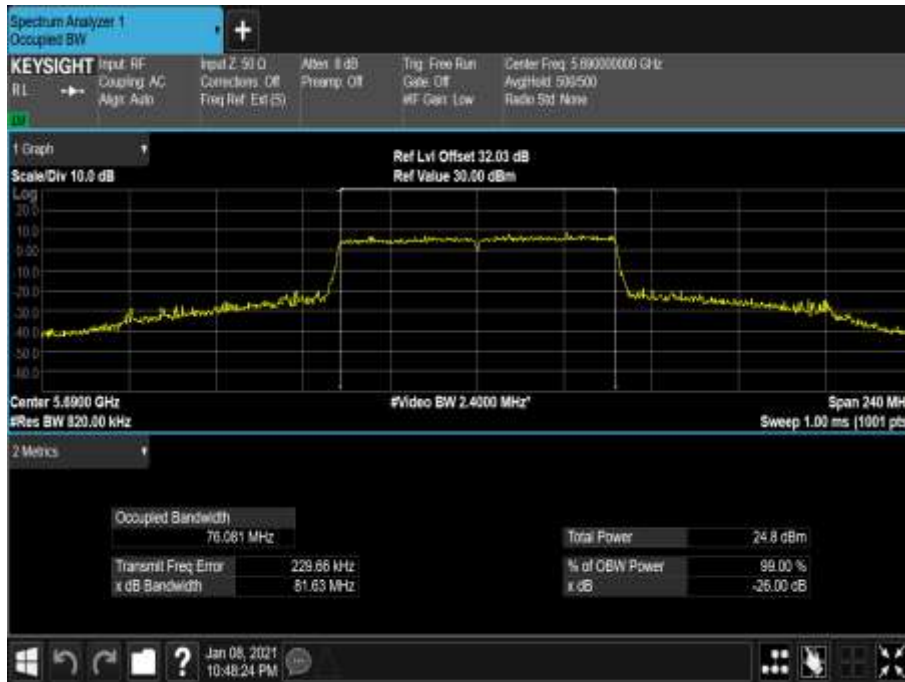 Spectrum Analyzer 1
Occupied BW
+
KEYSIGHT Input: RF Input Z: 50 Ω Atten: 8 dB Trig: Free Run Center Freq: 5.690000000 GHz
RL Coupling: AC Corrections: Off Preamp: Off Gate: Off Avg|Hold: 500/500
Align: Auto Freq Ref: Ext (S) #IF Gain: Low Radio Std: None
1 Graph
Ref Lvl Offset 32.03 dB
Scale/Div 10.0 dB Ref Value 30.00 dBm
Log
20.0
10.0
0.00
-10.0
-20.0
-30.0
-40.0
-50.0
-60.0
Center 5.6900 GHz #Video BW 2.4000 MHz* Span 240 MH
#Res BW 820.00 kHz Sweep 1.00 ms (1001 pts
2 Metrics
Occupied Bandwidth
76.081 MHz Total Power 24.8 dBm
Transmit Freq Error 229.66 kHz % of OBW Power 99.00 %
x dB Bandwidth 81.63 MHz x dB -26.00 dB
? Jan 08, 2021
10:48:24 PM